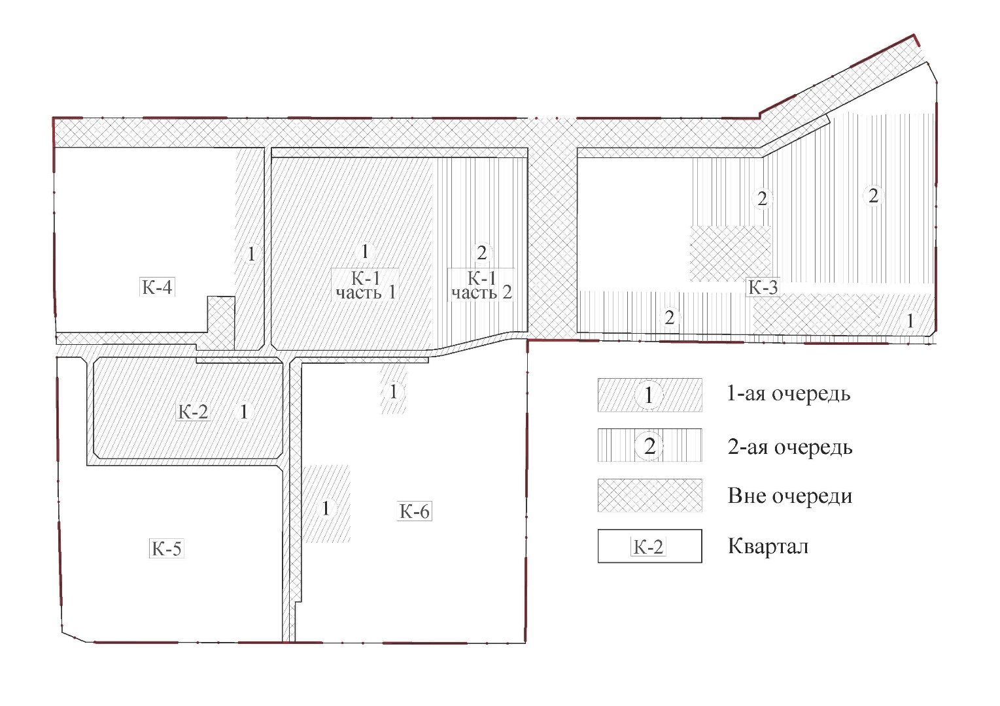 2
2
1
1
2
К-4
К-1
часть 1
К-1
часть 2
К-3
2
1
1
К-2
1
1
К-6
К-5
1
1-ая очередь
2
2-ая очередь
Вне очереди
К-2
Квартал